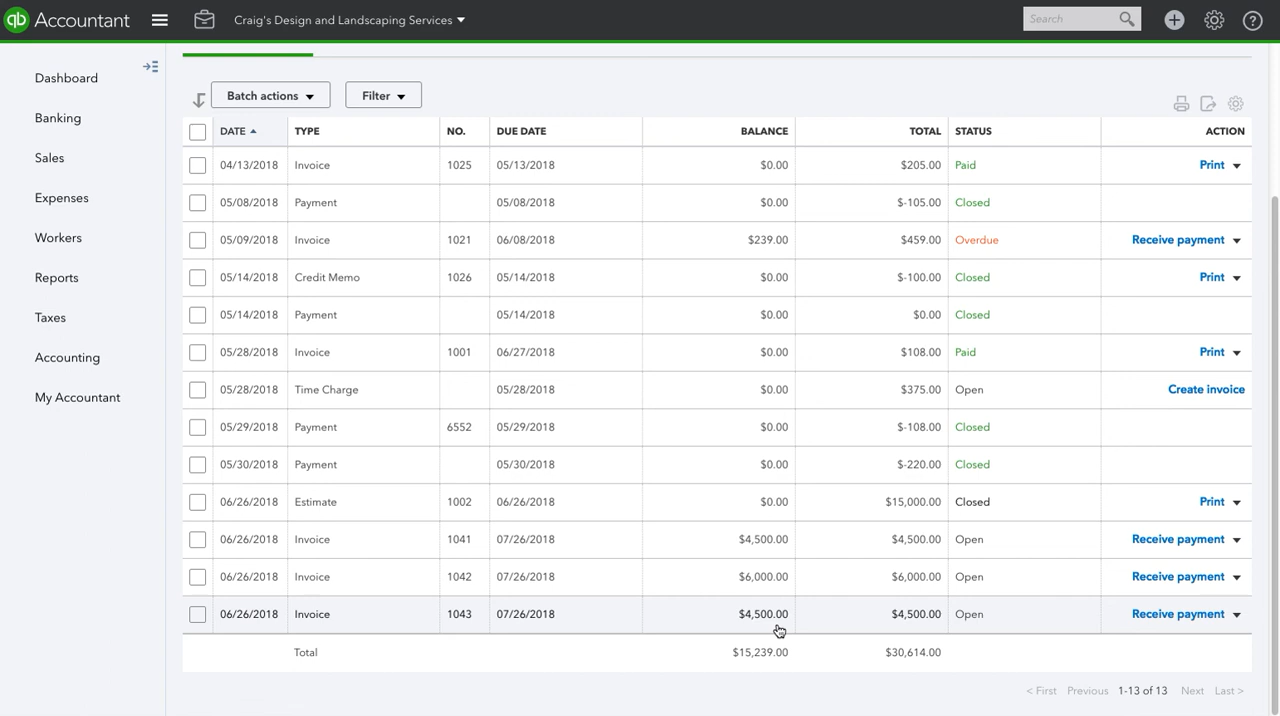 qb Accountant Craig's Design and Landscaping Services Search
Dashboard
Banking
Sales
Expenses
Workers
Reports
Taxes
Accounting
My Accountant
Batch actions Filter
DATE TYPE NO. DUE DATE BALANCE TOTAL STATUS ACTION
04/13/2018 Invoice 1025 05/13/2018 $0.00 $205.00 Paid Print
05/08/2018 Payment 05/08/2018 $0.00 $-105.00 Closed
05/09/2018 Invoice 1021 06/08/2018 $239.00 $459.00 Overdue Receive payment
05/14/2018 Credit Memo 1026 05/14/2018 $0.00 $-100.00 Closed Print
05/14/2018 Payment 05/14/2018 $0.00 $0.00 Closed
05/28/2018 Invoice 1001 06/27/2018 $0.00 $108.00 Paid Print
05/28/2018 Time Charge 05/28/2018 $0.00 $375.00 Open Create invoice
05/29/2018 Payment 6552 05/29/2018 $0.00 $-108.00 Closed
05/30/2018 Payment 05/30/2018 $0.00 $-220.00 Closed
06/26/2018 Estimate 1002 06/26/2018 $0.00 $15,000.00 Closed Print
06/26/2018 Invoice 1041 07/26/2018 $4,500.00 $4,500.00 Open Receive payment
06/26/2018 Invoice 1042 07/26/2018 $6,000.00 $6,000.00 Open Receive payment
06/26/2018 Invoice 1043 07/26/2018 $4,500.00 $4,500.00 Open Receive payment
Total $15,239.00 $30,614.00
< First Previous 1-13 of 13 Next Last >